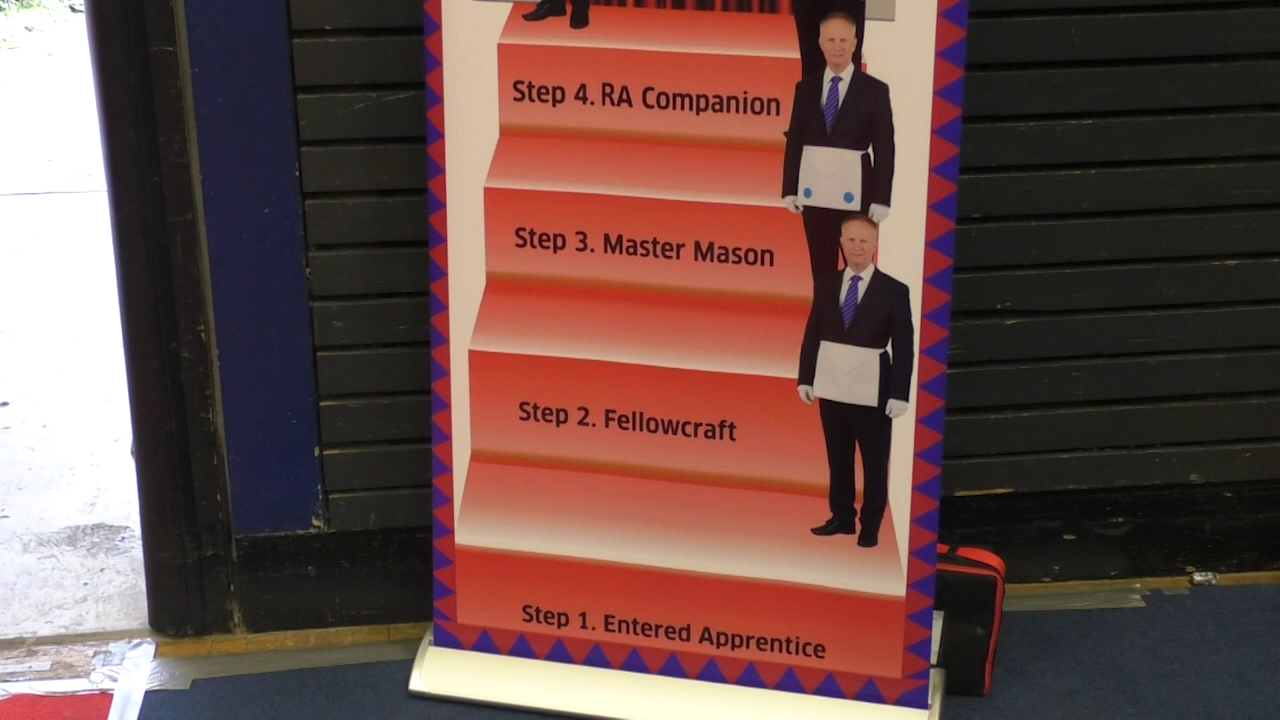 Step 4. RA Companion
Step 3. Master Mason
Step 2. Fellowcraft
Step 1. Entered Apprentice